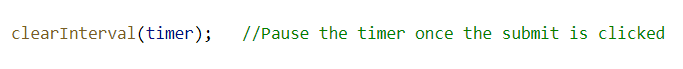 clearInterval(timer);   //Pause the timer once the submit is clicked